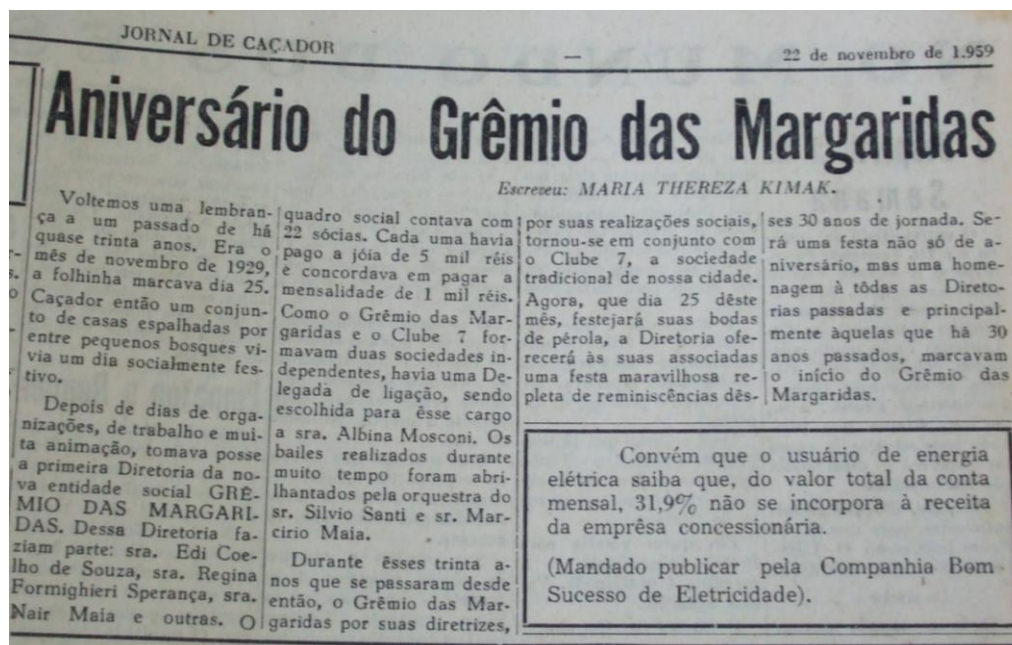 JORNAL DE CAÇADOR — 22 de novembro de 1.959
Aniversário do Grêmio das Margaridas
Escreveu: MARIA THEREZA KIMAK.
Voltemos uma lembran-
ça a um passado de há
quase trinta anos. Era o
mês de novembro de 1929,
a folhinha marcava dia 25.
Caçador então um conjun-
to de casas espalhadas por
entre pequenos bosques vi-
via um dia socialmente fes-
tivo.
Depois de dias de orga-
nizações, de trabalho e mui-
ta animação, tomava posse
a primeira Diretoria da no-
va entidade social GRÊ-
MIO DAS MARGARI-
DAS. Dessa Diretoria fa-
ziam parte: sra. Edi Coe-
lho de Souza, sra. Regina
Formighieri Sperança, sra.
Nair Maia e outras. O
quadro social contava com
22 sócias. Cada uma havia
pago a jóia de 5 mil réis
e concordava em pagar a
mensalidade de 1 mil réis.
Como o Grêmio das Mar-
garidas e o Clube 7 for-
mavam duas sociedades in-
dependentes, havia uma De-
legada de ligação, sendo
escolhida para êsse cargo
a sra. Albina Mosconi. Os
bailes realizados durante
muito tempo foram abri-
lhantados pela orquestra do
sr. Silvio Santi e sr. Mar-
cirio Maia.
Durante êsses trinta a-
nos que se passaram desde
então, o Grêmio das Mar-
garidas por suas diretrizes,
por suas realizações sociais,
tornou-se em conjunto com
o Clube 7, a sociedade
tradicional de nossa cidade.
Agora, que dia 25 dêste
mês, festejará suas bodas
de pérola, a Diretoria ofe-
recerá às suas associadas
uma festa maravilhosa re-
pleta de reminiscências dês-
ses 30 anos de jornada. Se-
rá uma festa não só de a-
niversário, mas uma home-
nagem à tôdas as Direto-
rias passadas e principal-
mente àquelas que há 30
anos passados, marcavam
o início do Grêmio das
Margaridas.
Convém que o usuário de energia
elétrica saiba que, do valor total da conta
mensal, 31,9% não se incorpora à receita
da emprêsa concessionária.
(Mandado publicar pela Companhia Bom
Sucesso de Eletricidade).